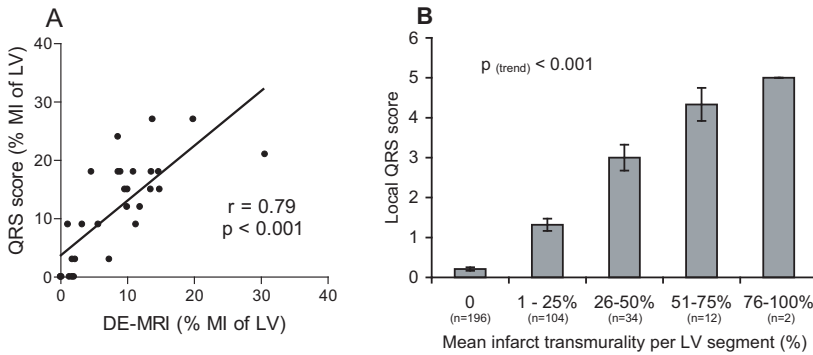 A
QRS score (% MI of LV)
40
30
20
10
0
r = 0.79
p < 0.001
0 10 20 30 40
DE-MRI (% MI of LV)
B
Local QRS score
6
5
4
3
2
1
0
p (trend) < 0.001
0 1 - 25% 26-50% 51-75% 76-100%
(n=196) (n=104) (n=34) (n=12) (n=2)
Mean infarct transmurality per LV segment (%)